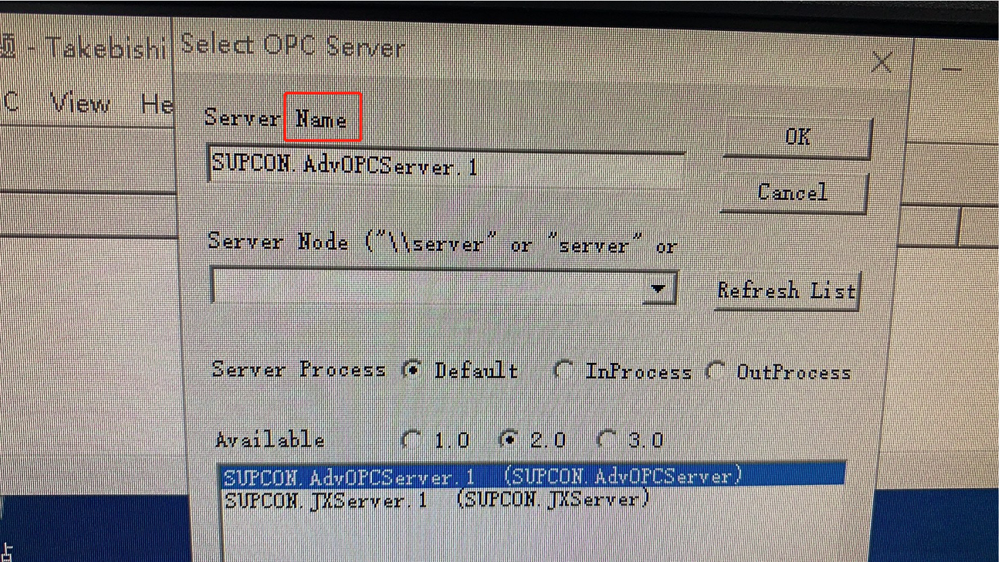 - Takebishi
Select OPC Server
C View He
Server Name
OK
SUPCON.AdvOPCServer.1
Cancel
Server Node ("\\server" or "server" or
Refresh List
Server Process Default InProcess OutProcess
Available 1.0 2.0 3.0
SUPCON.AdvOPCServer.1 (SUPCON.AdvOPCServer)
SUPCON.JXServer.1 (SUPCON.JXServer)